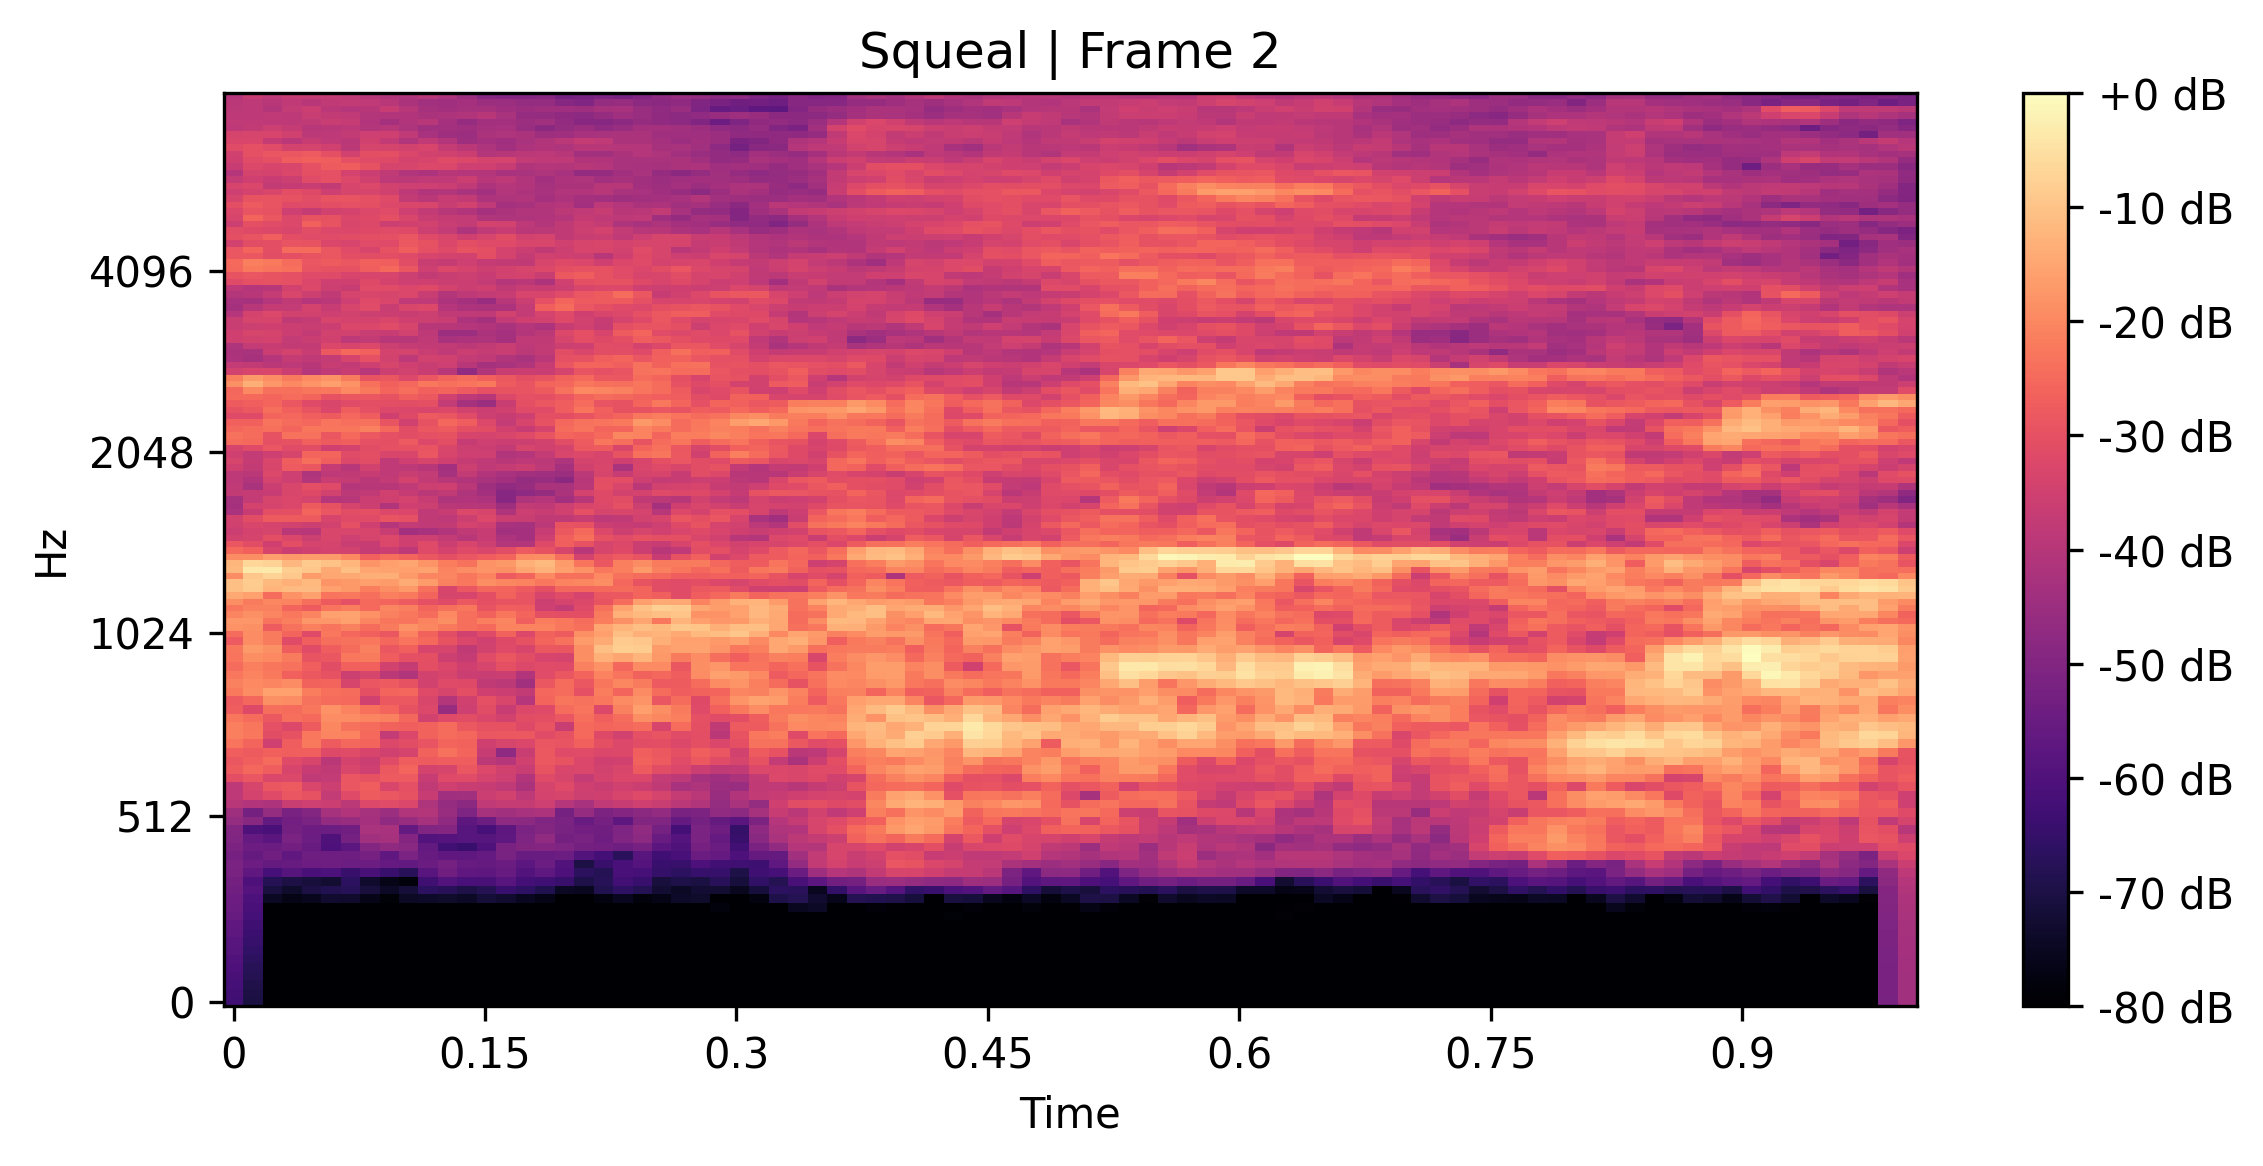 Squeal | Frame 2
+0 dB
-10 dB
-20 dB
-30 dB
-40 dB
-50 dB
-60 dB
-70 dB
-80 dB
Hz
4096
2048
1024
512
0
0 0.15 0.3 0.45 0.6 0.75 0.9
Time